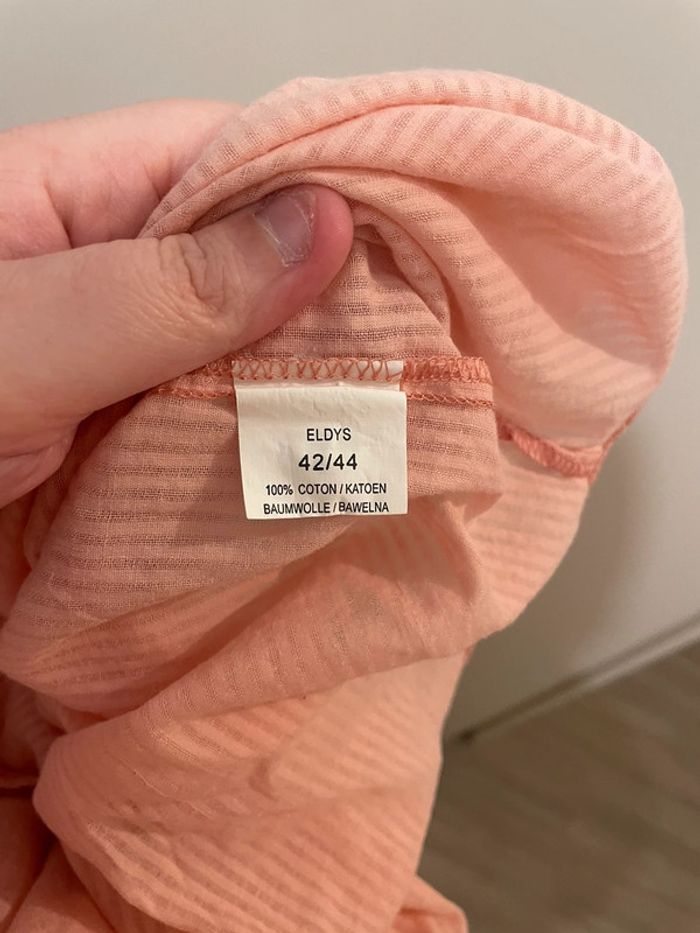 ELDYS
42/44
100% COTON / KATOEN
BAUMWOLLE / BAWELNA